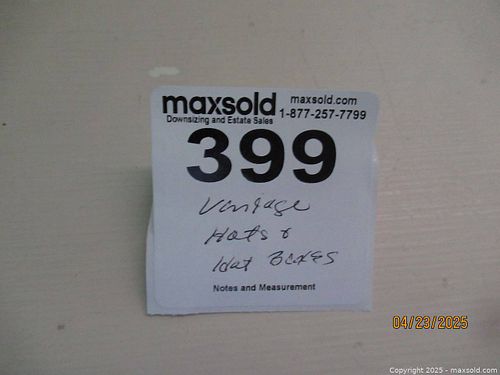 maxsold maxsold.com
Downsizing and Estate Sales 1-877-257-7799
399
Vintage
Hats &
Hat Boxes
Notes and Measurement
04/23/2025
Copyright © 2025 - maxsold.com